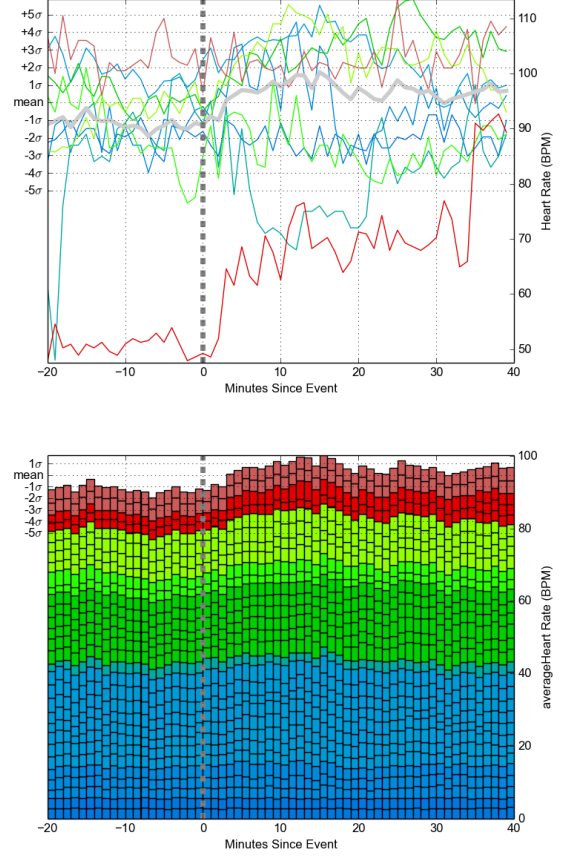 +5σ
+4σ
+3σ
+2σ
1σ
mean
-1σ
-2σ
-3σ
-4σ
-5σ
110
100
90
80
70
60
50
Heart Rate (BPM)
−20 −10 0 10 20 30 40
Minutes Since Event
1σ
mean
-1σ
-2σ
-3σ
-4σ
-5σ
100
80
60
40
20
0
averageHeart Rate (BPM)
−20 −10 0 10 20 30 40
Minutes Since Event